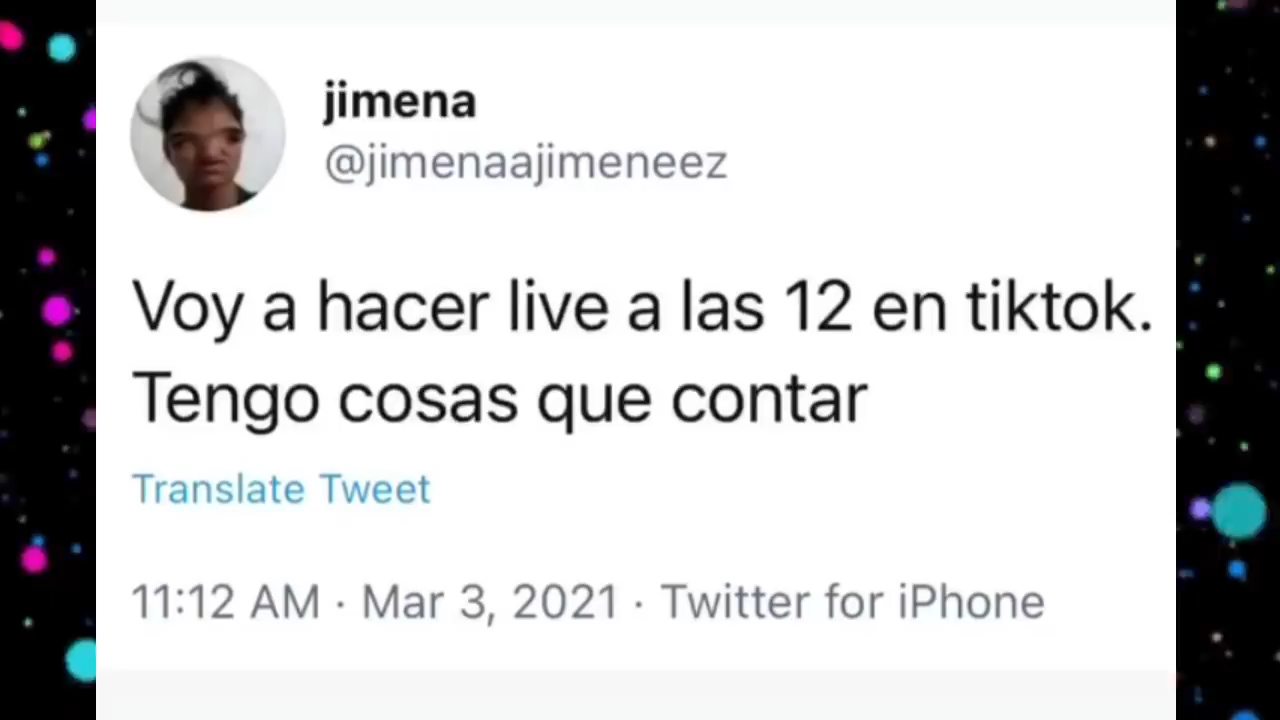 jimena
@jimenaajimeneez
Voy a hacer live a las 12 en tiktok.
Tengo cosas que contar
Translate Tweet
11:12 AM · Mar 3, 2021 · Twitter for iPhone